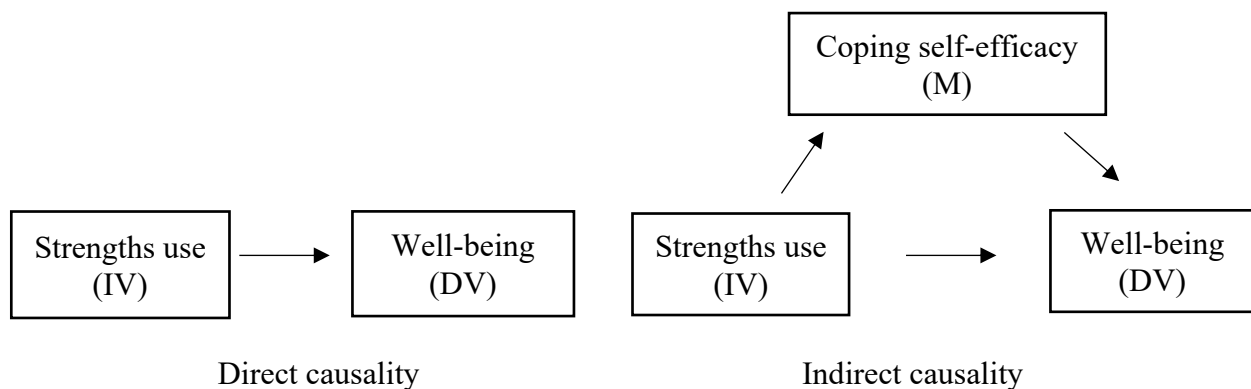 Coping self-efficacy
(M)
Strengths use
(IV)
Well-being
(DV)
Strengths use
(IV)
Well-being
(DV)
Direct causality
Indirect causality